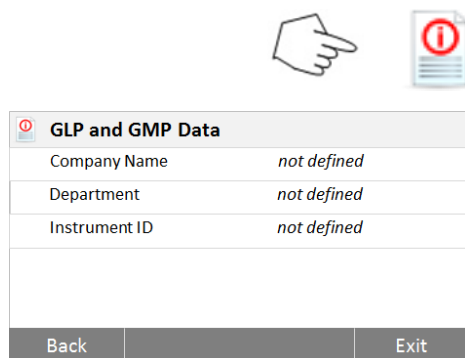 GLP and GMP Data
Company Name not defined
Department not defined
Instrument ID not defined
Back Exit